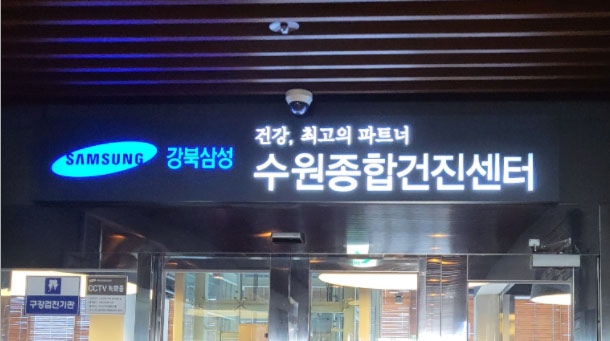 건강, 최고의 파트너
SAMSUNG 강북삼성 수원종합건진센터
구강검진기관
CCTV 녹화중